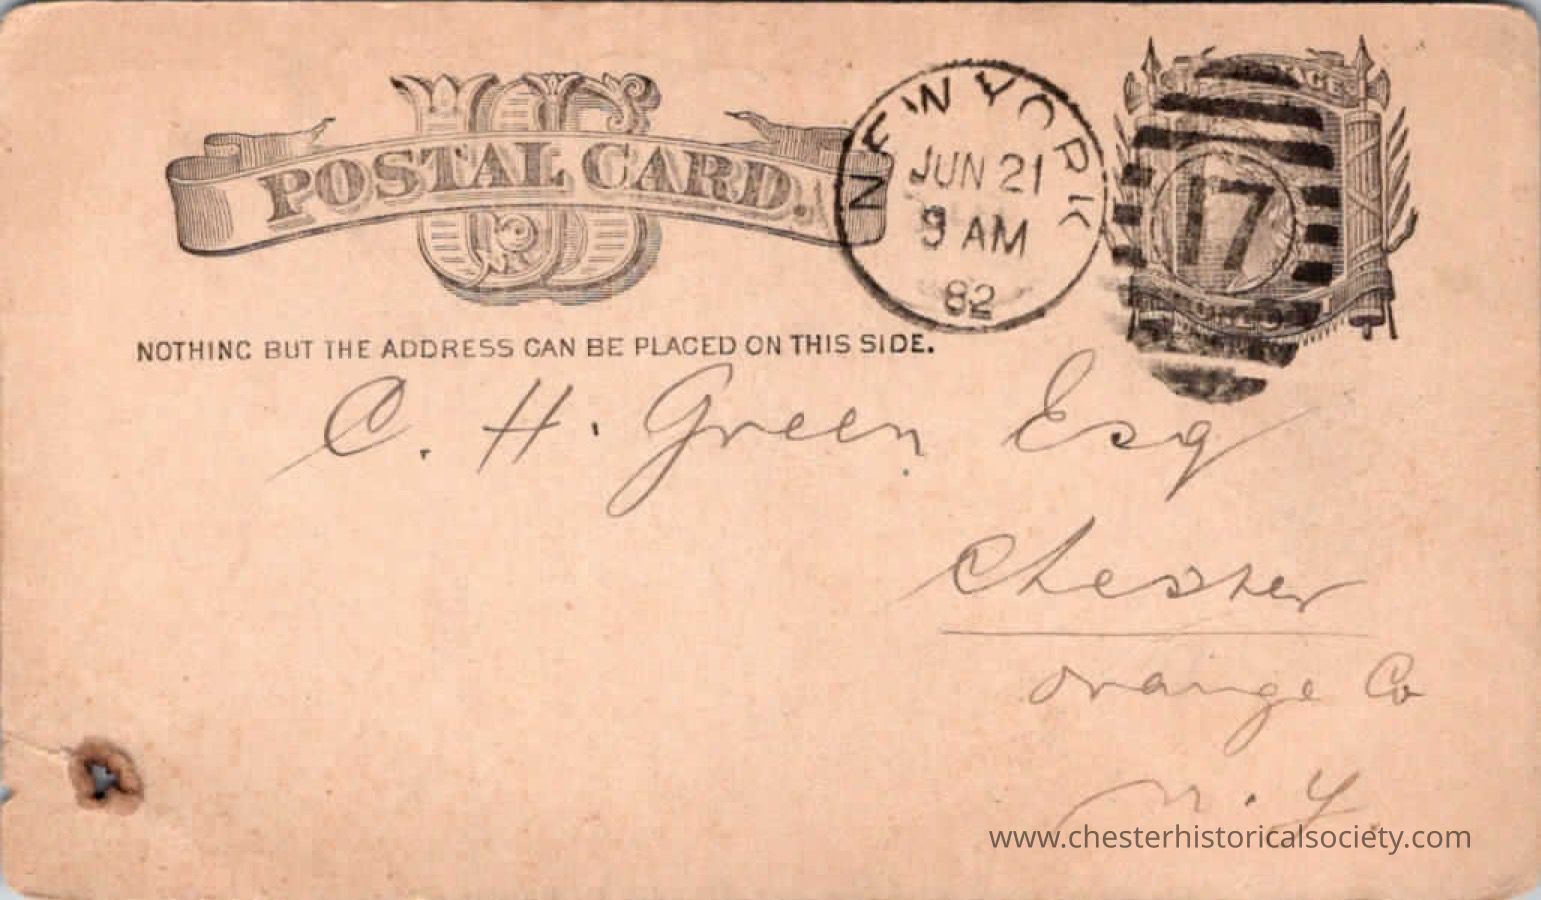 US
POSTAL CARD.
NEW YORK
JUN 21
9 AM
82
17
NOTHING BUT THE ADDRESS CAN BE PLACED ON THIS SIDE.
C. H. Green Esq
Chester
Orange Co
N. Y.
www.chesterhistoricalsociety.com